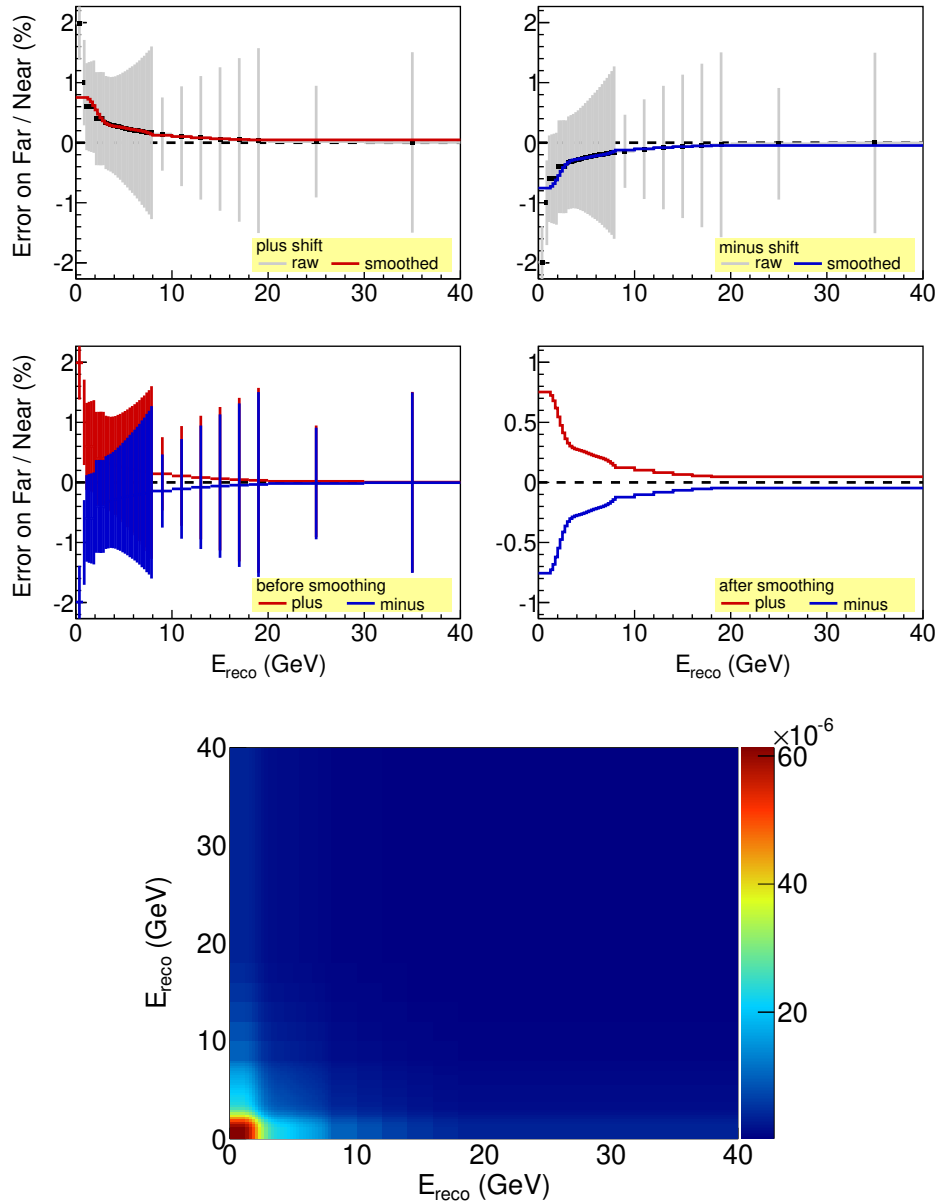 Error on Far / Near (%)
2
1
0
-1
-2
plus shift
raw smoothed
0 10 20 30 40
2
1
0
-1
-2
minus shift
raw smoothed
0 10 20 30 40
Error on Far / Near (%)
2
1
0
-1
-2
before smoothing
plus minus
0 10 20 30 40
E_reco (GeV)
1
0.5
0
-0.5
-1
after smoothing
plus minus
0 10 20 30 40
E_reco (GeV)
×10^-6
E_reco (GeV)
40
30
20
10
0
60
40
20
0 10 20 30 40
E_reco (GeV)